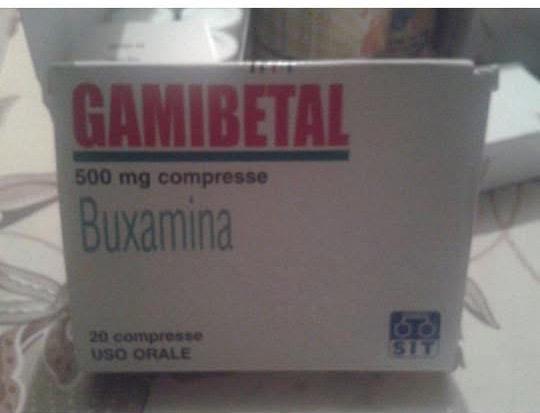 GAMIBETAL
500 mg compresse
Buxamina
20 compresse
USO ORALE
SIT